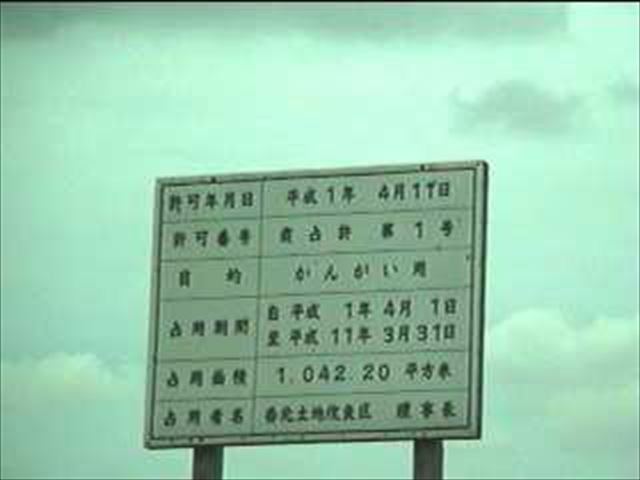 許可年月日 平成1年 4月17日
許可番号 占許 第1号
目的 かんがい用
占用期間 自 平成 1年 4月 1日
至 平成 11年 3月31日
占用面積 1,042.20 平方米
占用者名 土地改良区 理事長